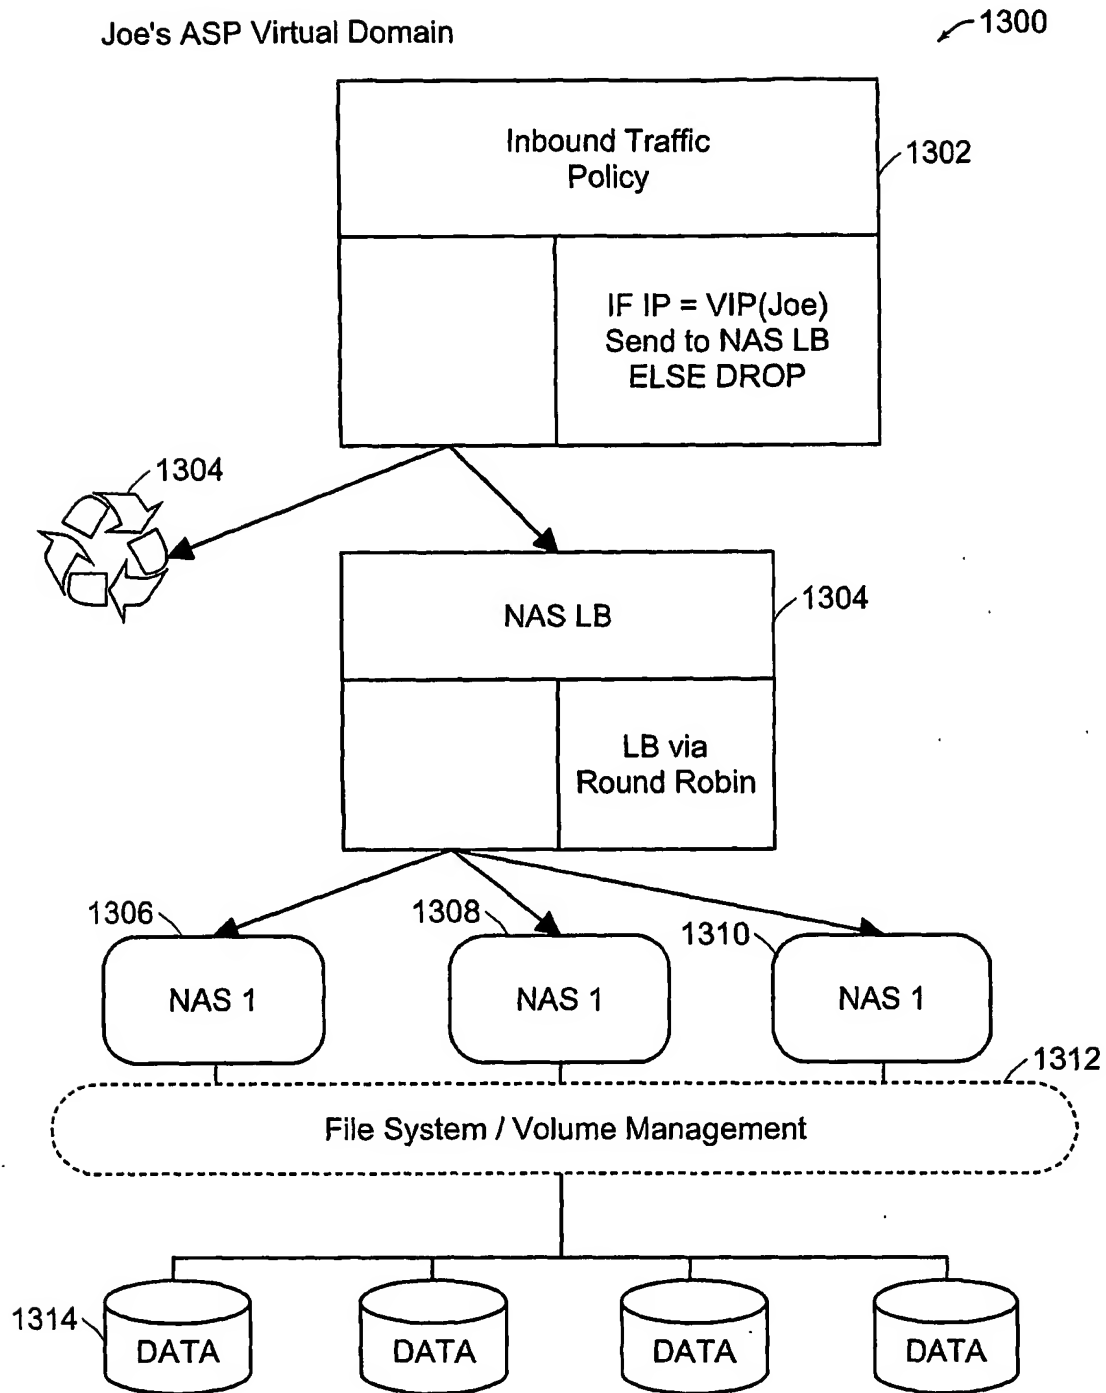 Joe's ASP Virtual Domain
1300
Inbound Traffic
Policy
1302
IF IP = VIP(Joe)
Send to NAS LB
ELSE DROP
1304
NAS LB
1304
LB via
Round Robin
1306
1308
1310
NAS 1
NAS 1
NAS 1
1312
File System / Volume Management
1314
DATA
DATA
DATA
DATA